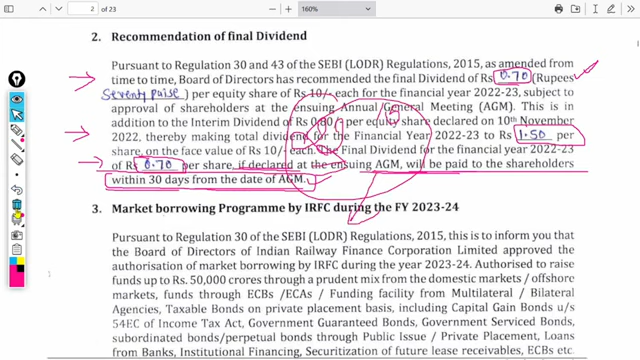 2 of 23
160%
2. Recommendation of final Dividend
Pursuant to Regulation 30 and 43 of the SEBI (LODR) Regulations, 2015, as amended from
time to time, Board of Directors has recommended the final Dividend of Rs 0.70 (Rupees
Seventy paise) per equity share of Rs 10/- each for the financial year 2022-23, subject to
approval of shareholders at the ensuing Annual General Meeting (AGM). This is in
addition to the Interim Dividend of Rs 0.80/- per equity share declared on 10th November
2022, thereby making total dividend for the Financial Year 2022-23 to Rs 1.50 per
share, on the face value of Rs 10/- each. The Final Dividend for the financial year 2022-23
of Rs 0.70 per share, if declared at the ensuing AGM, will be paid to the shareholders
within 30 days from the date of AGM.
3. Market borrowing Programme by IRFC during the FY 2023-24
Pursuant to Regulation 30 of the SEBI (LODR) Regulations, 2015, this is to inform you that
the Board of Directors of Indian Railway Finance Corporation Limited approved the
authorisation of market borrowing by IRFC during the year 2023-24. Authorised to raise
funds up to Rs 50,000 crores through a prudent mix from the domestic markets / offshore
markets, funds through ECBs /ECAs / Funding facility from Multilateral / Bilateral
Agencies, Taxable Bonds on private placement basis, including Capital Gain Bonds u/s
54EC of Income Tax Act, Government Guaranteed Bonds, Government Serviced Bonds,
subordinated bonds/perpetual bonds through Public Issue / Private Placement, Loans
from Banks, Institutional Financing, Securitization of future lease receivables, ECBs etc